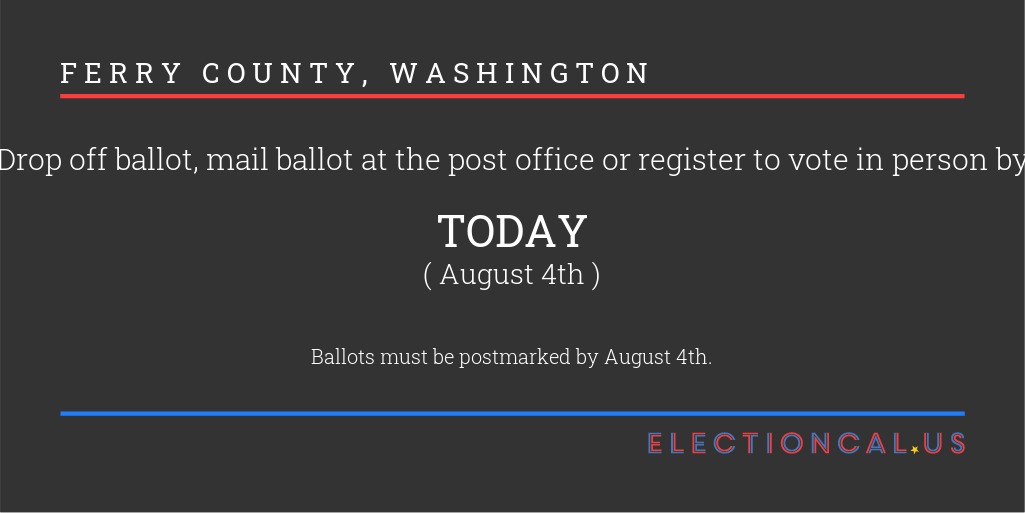 FERRY COUNTY, WASHINGTON
Drop off ballot, mail ballot at the post office or register to vote in person by
TODAY
( August 4th )
Ballots must be postmarked by August 4th.
ELECTIONCAL.US